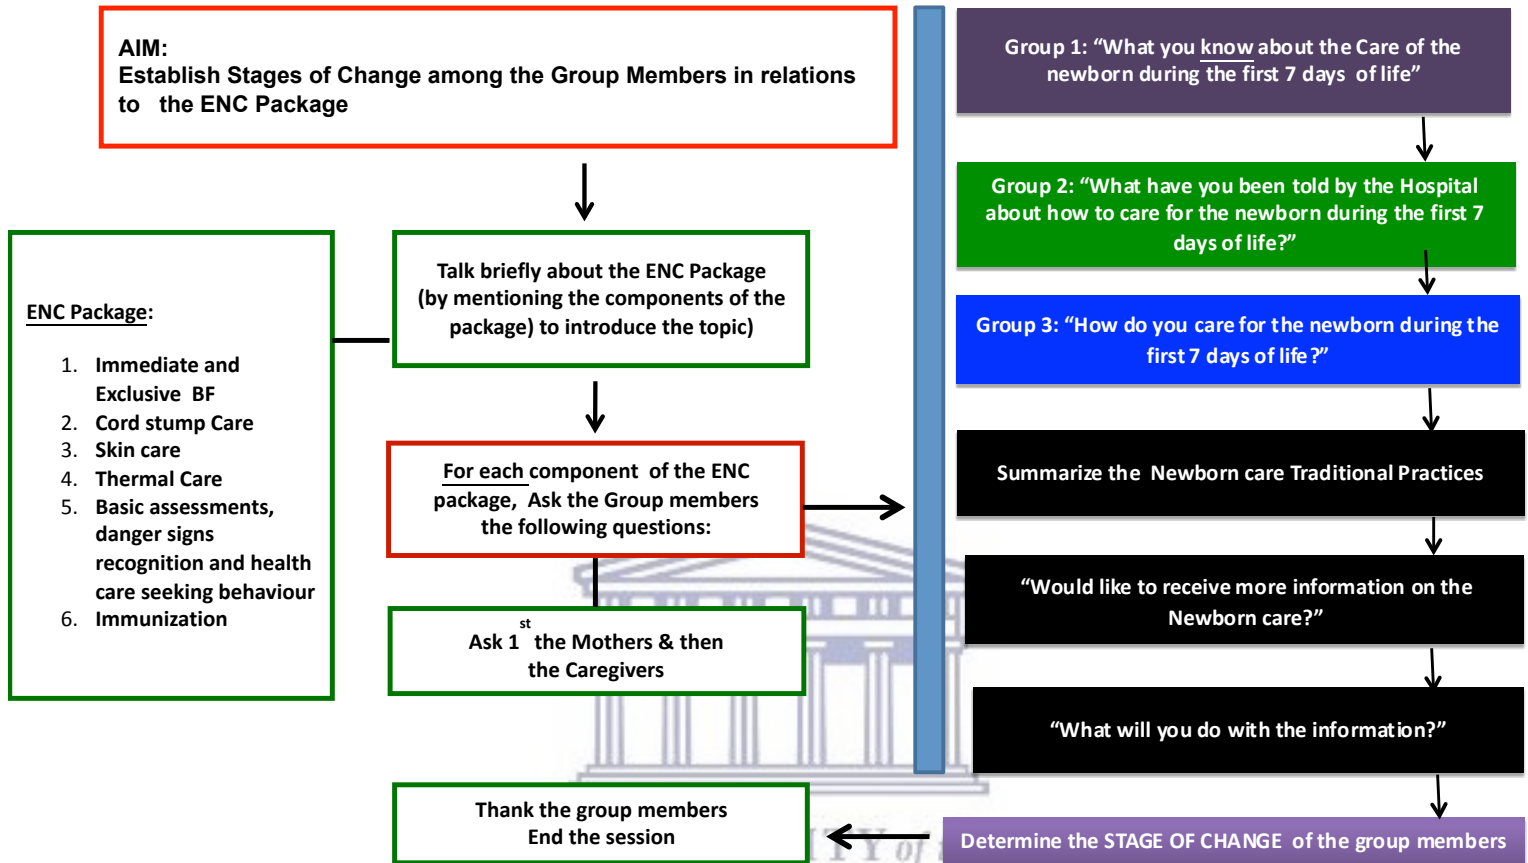 AIM:
Establish Stages of Change among the Group Members in relations
to the ENC Package
Talk briefly about the ENC Package
(by mentioning the components of the
package) to introduce the topic)
ENC Package:
1. Immediate and
Exclusive BF
2. Cord stump Care
3. Skin care
4. Thermal Care
5. Basic assessments,
danger signs
recognition and health
care seeking behaviour
6. Immunization
For each component of the ENC
package, Ask the Group members
the following questions:
Ask 1st the Mothers & then
the Caregivers
Group 1: “What you know about the Care of the
newborn during the first 7 days of life”
Group 2: “What have you been told by the Hospital
about how to care for the newborn during the first 7
days of life?”
Group 3: “How do you care for the newborn during the
first 7 days of life?”
Summarize the Newborn care Traditional Practices
“Would like to receive more information on the
Newborn care?”
“What will you do with the information?”
Determine the STAGE OF CHANGE of the group members
Thank the group members
End the session
of